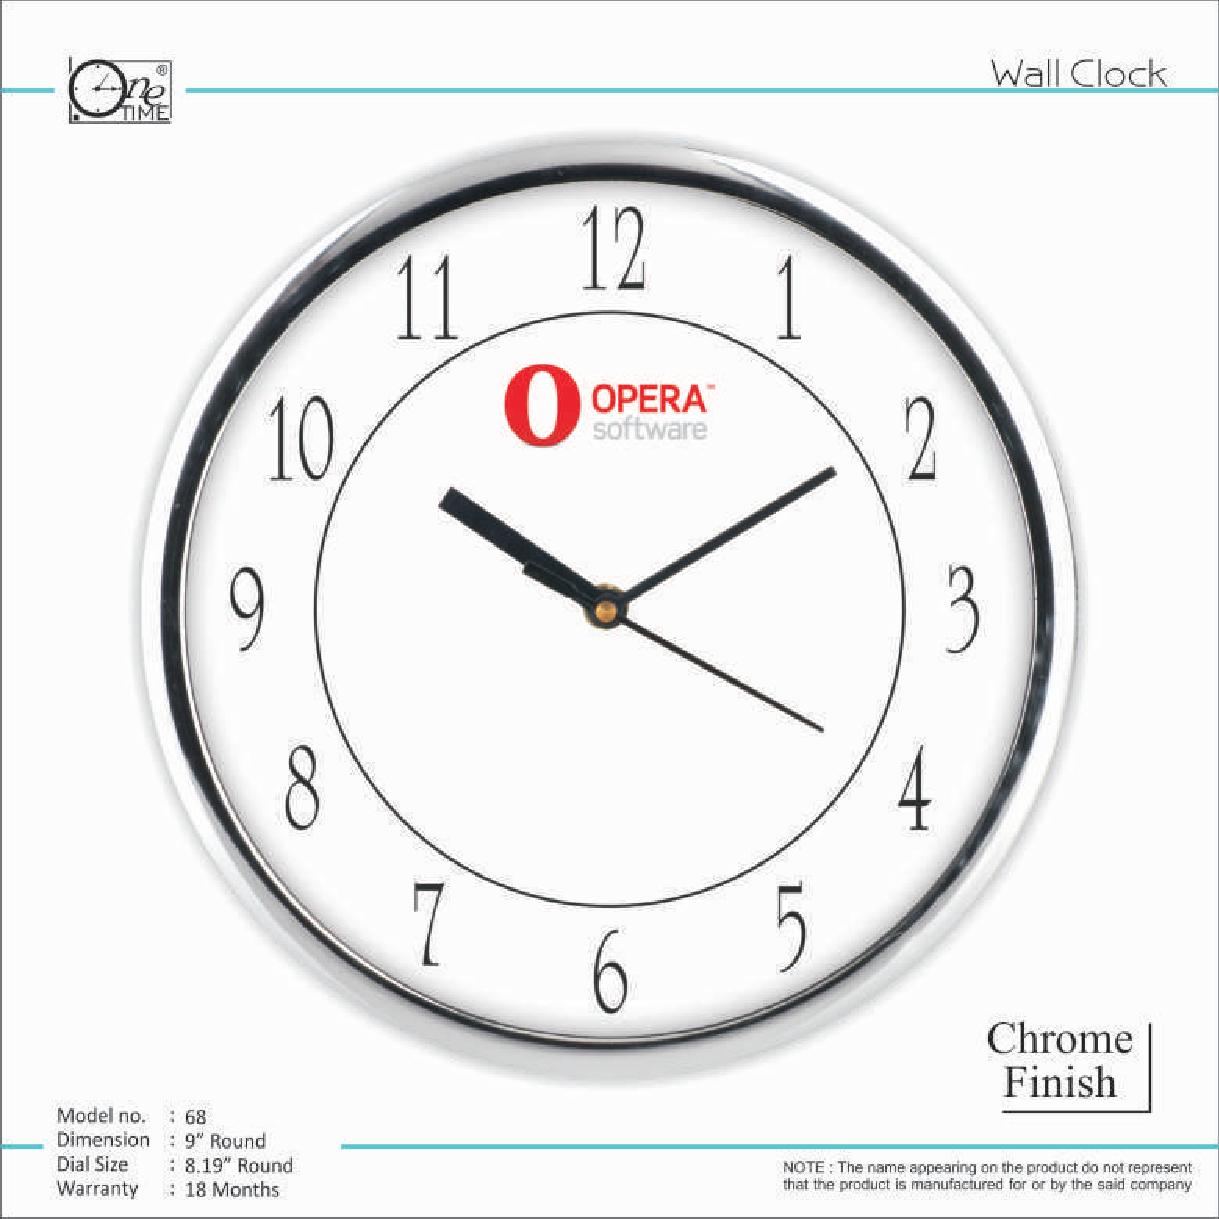 One®
TIME
Wall Clock
12
11
1
10
2
9
3
8
4
7
5
6
O OPERA™
software
Chrome
Finish
Model no. : 68
Dimension : 9” Round
Dial Size : 8.19” Round
Warranty : 18 Months
NOTE : The name appearing on the product do not represent
that the product is manufactured for or by the said company